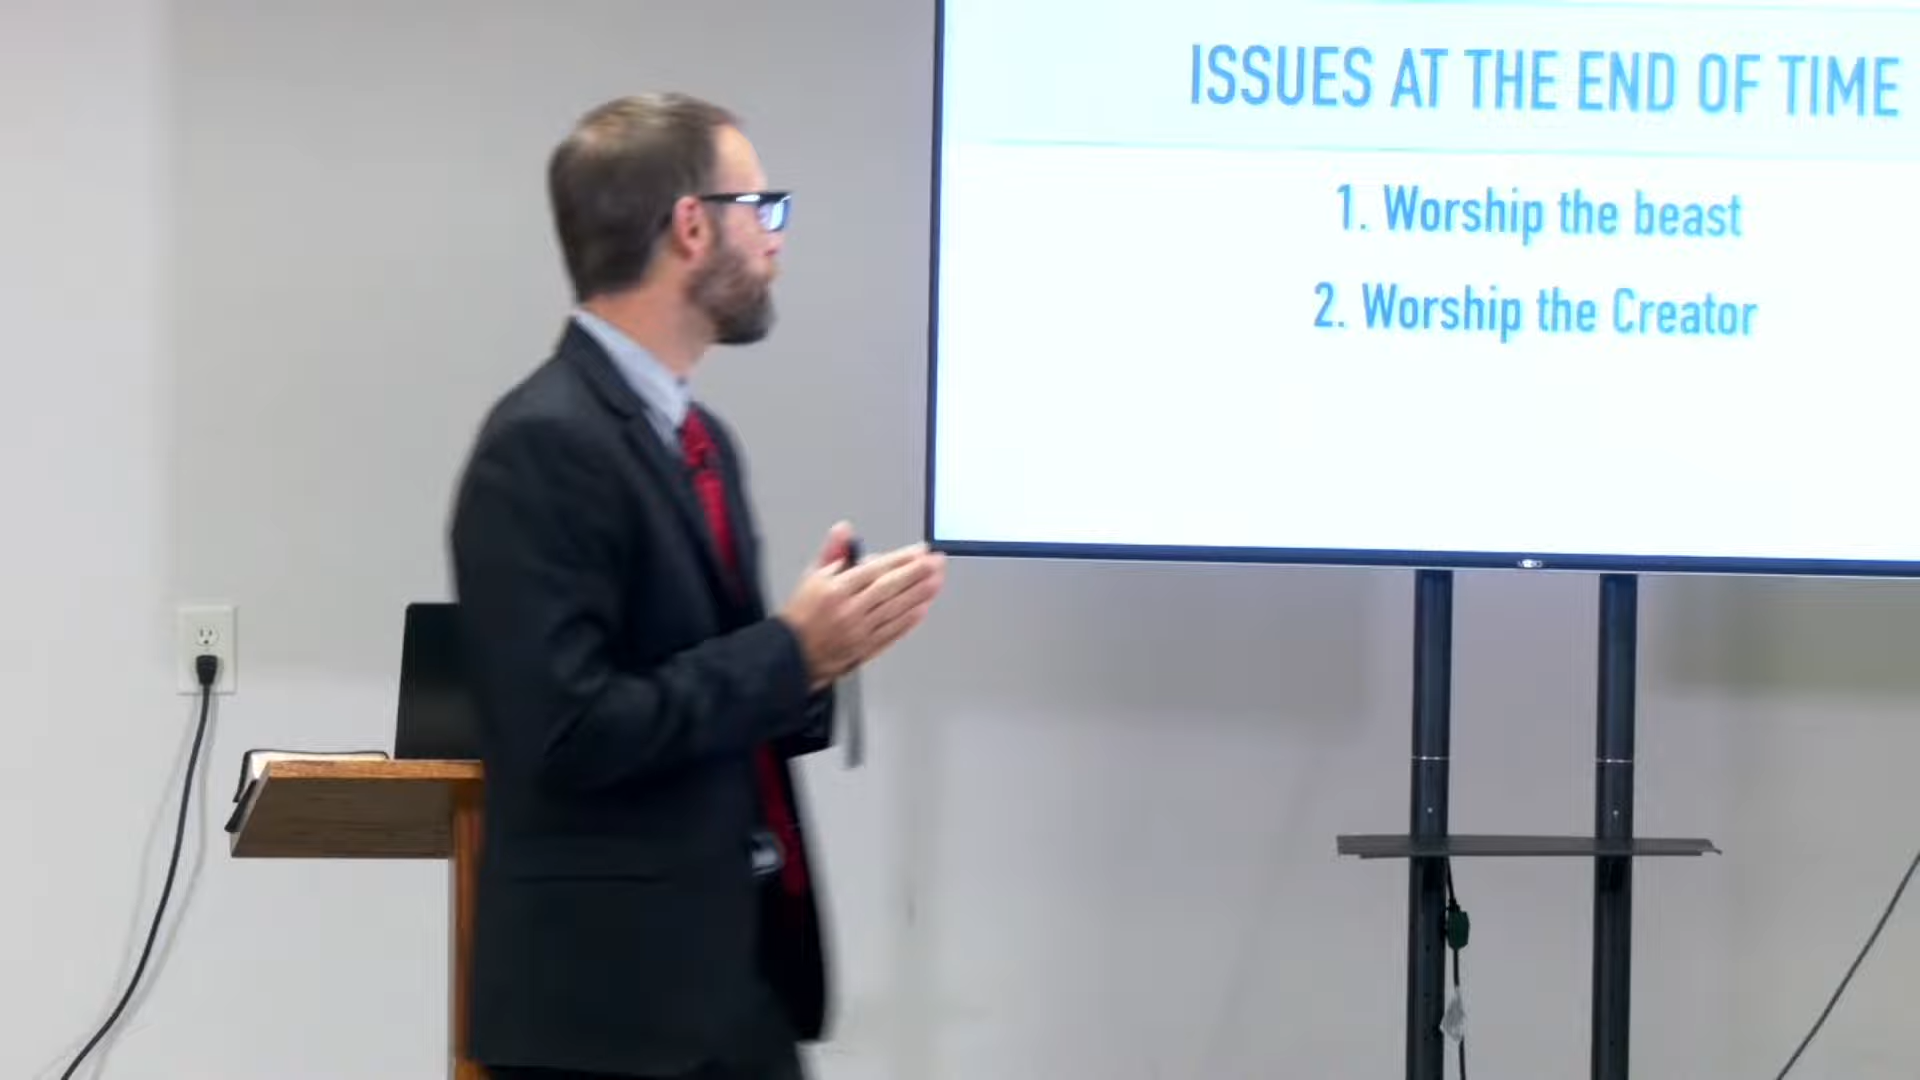 ISSUES AT THE END OF TIME
1. Worship the beast
2. Worship the Creator